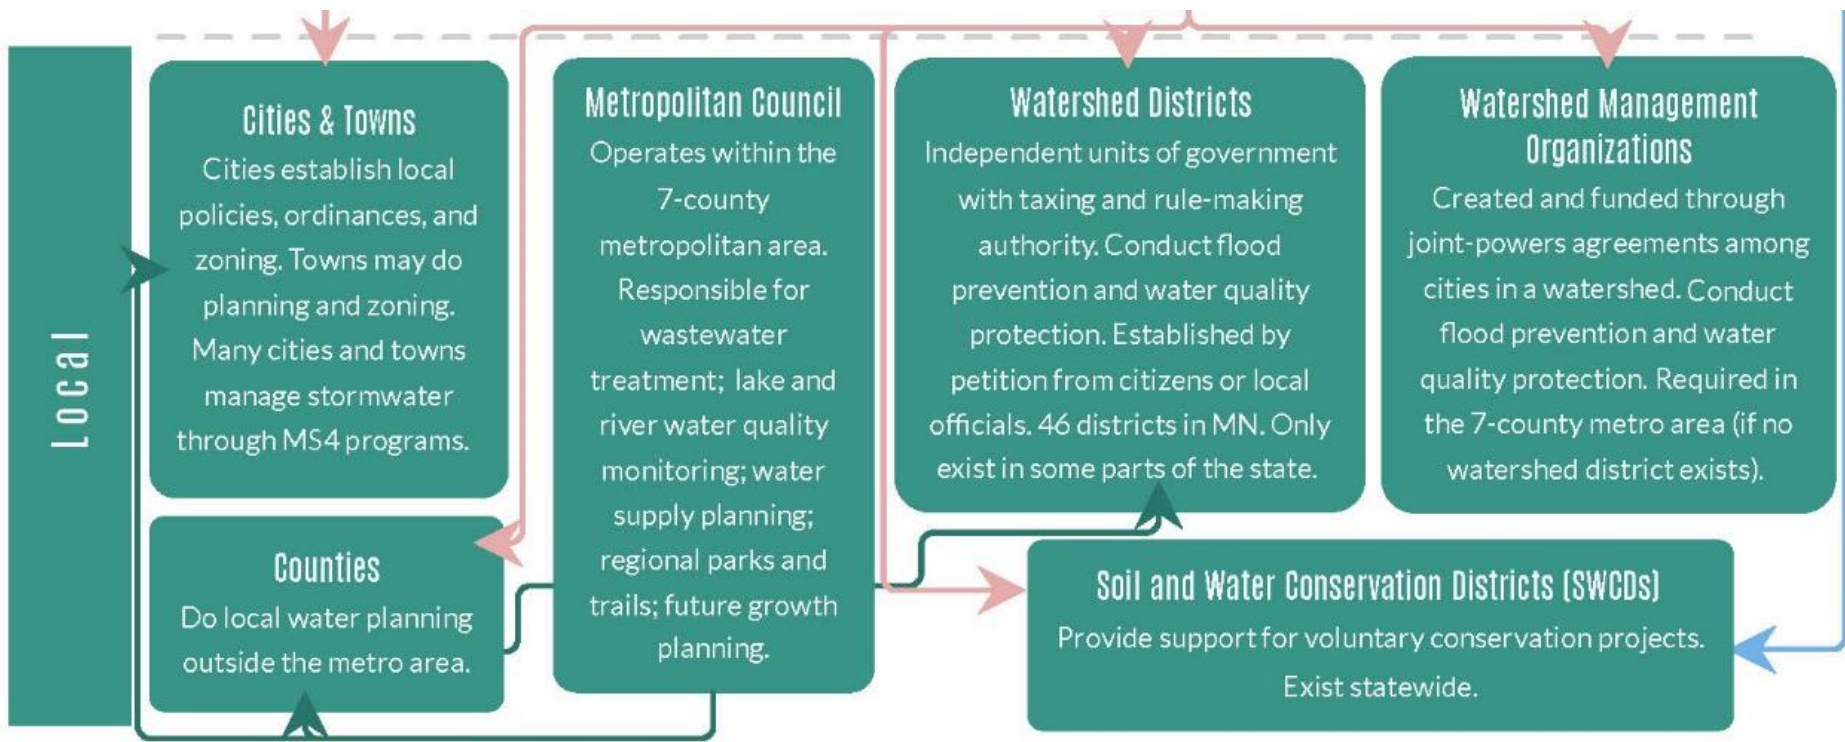 Local
Cities & Towns
Cities establish local
policies, ordinances, and
zoning. Towns may do
planning and zoning.
Many cities and towns
manage stormwater
through MS4 programs.
Counties
Do local water planning
outside the metro area.
Metropolitan Council
Operates within the
7-county
metropolitan area.
Responsible for
wastewater
treatment; lake and
river water quality
monitoring; water
supply planning;
regional parks and
trails; future growth
planning.
Watershed Districts
Independent units of government
with taxing and rule-making
authority. Conduct flood
prevention and water quality
protection. Established by
petition from citizens or local
officials. 46 districts in MN. Only
exist in some parts of the state.
Watershed Management
Organizations
Created and funded through
joint-powers agreements among
cities in a watershed. Conduct
flood prevention and water
quality protection. Required in
the 7-county metro area (if no
watershed district exists).
Soil and Water Conservation Districts (SWCDs)
Provide support for voluntary conservation projects.
Exist statewide.